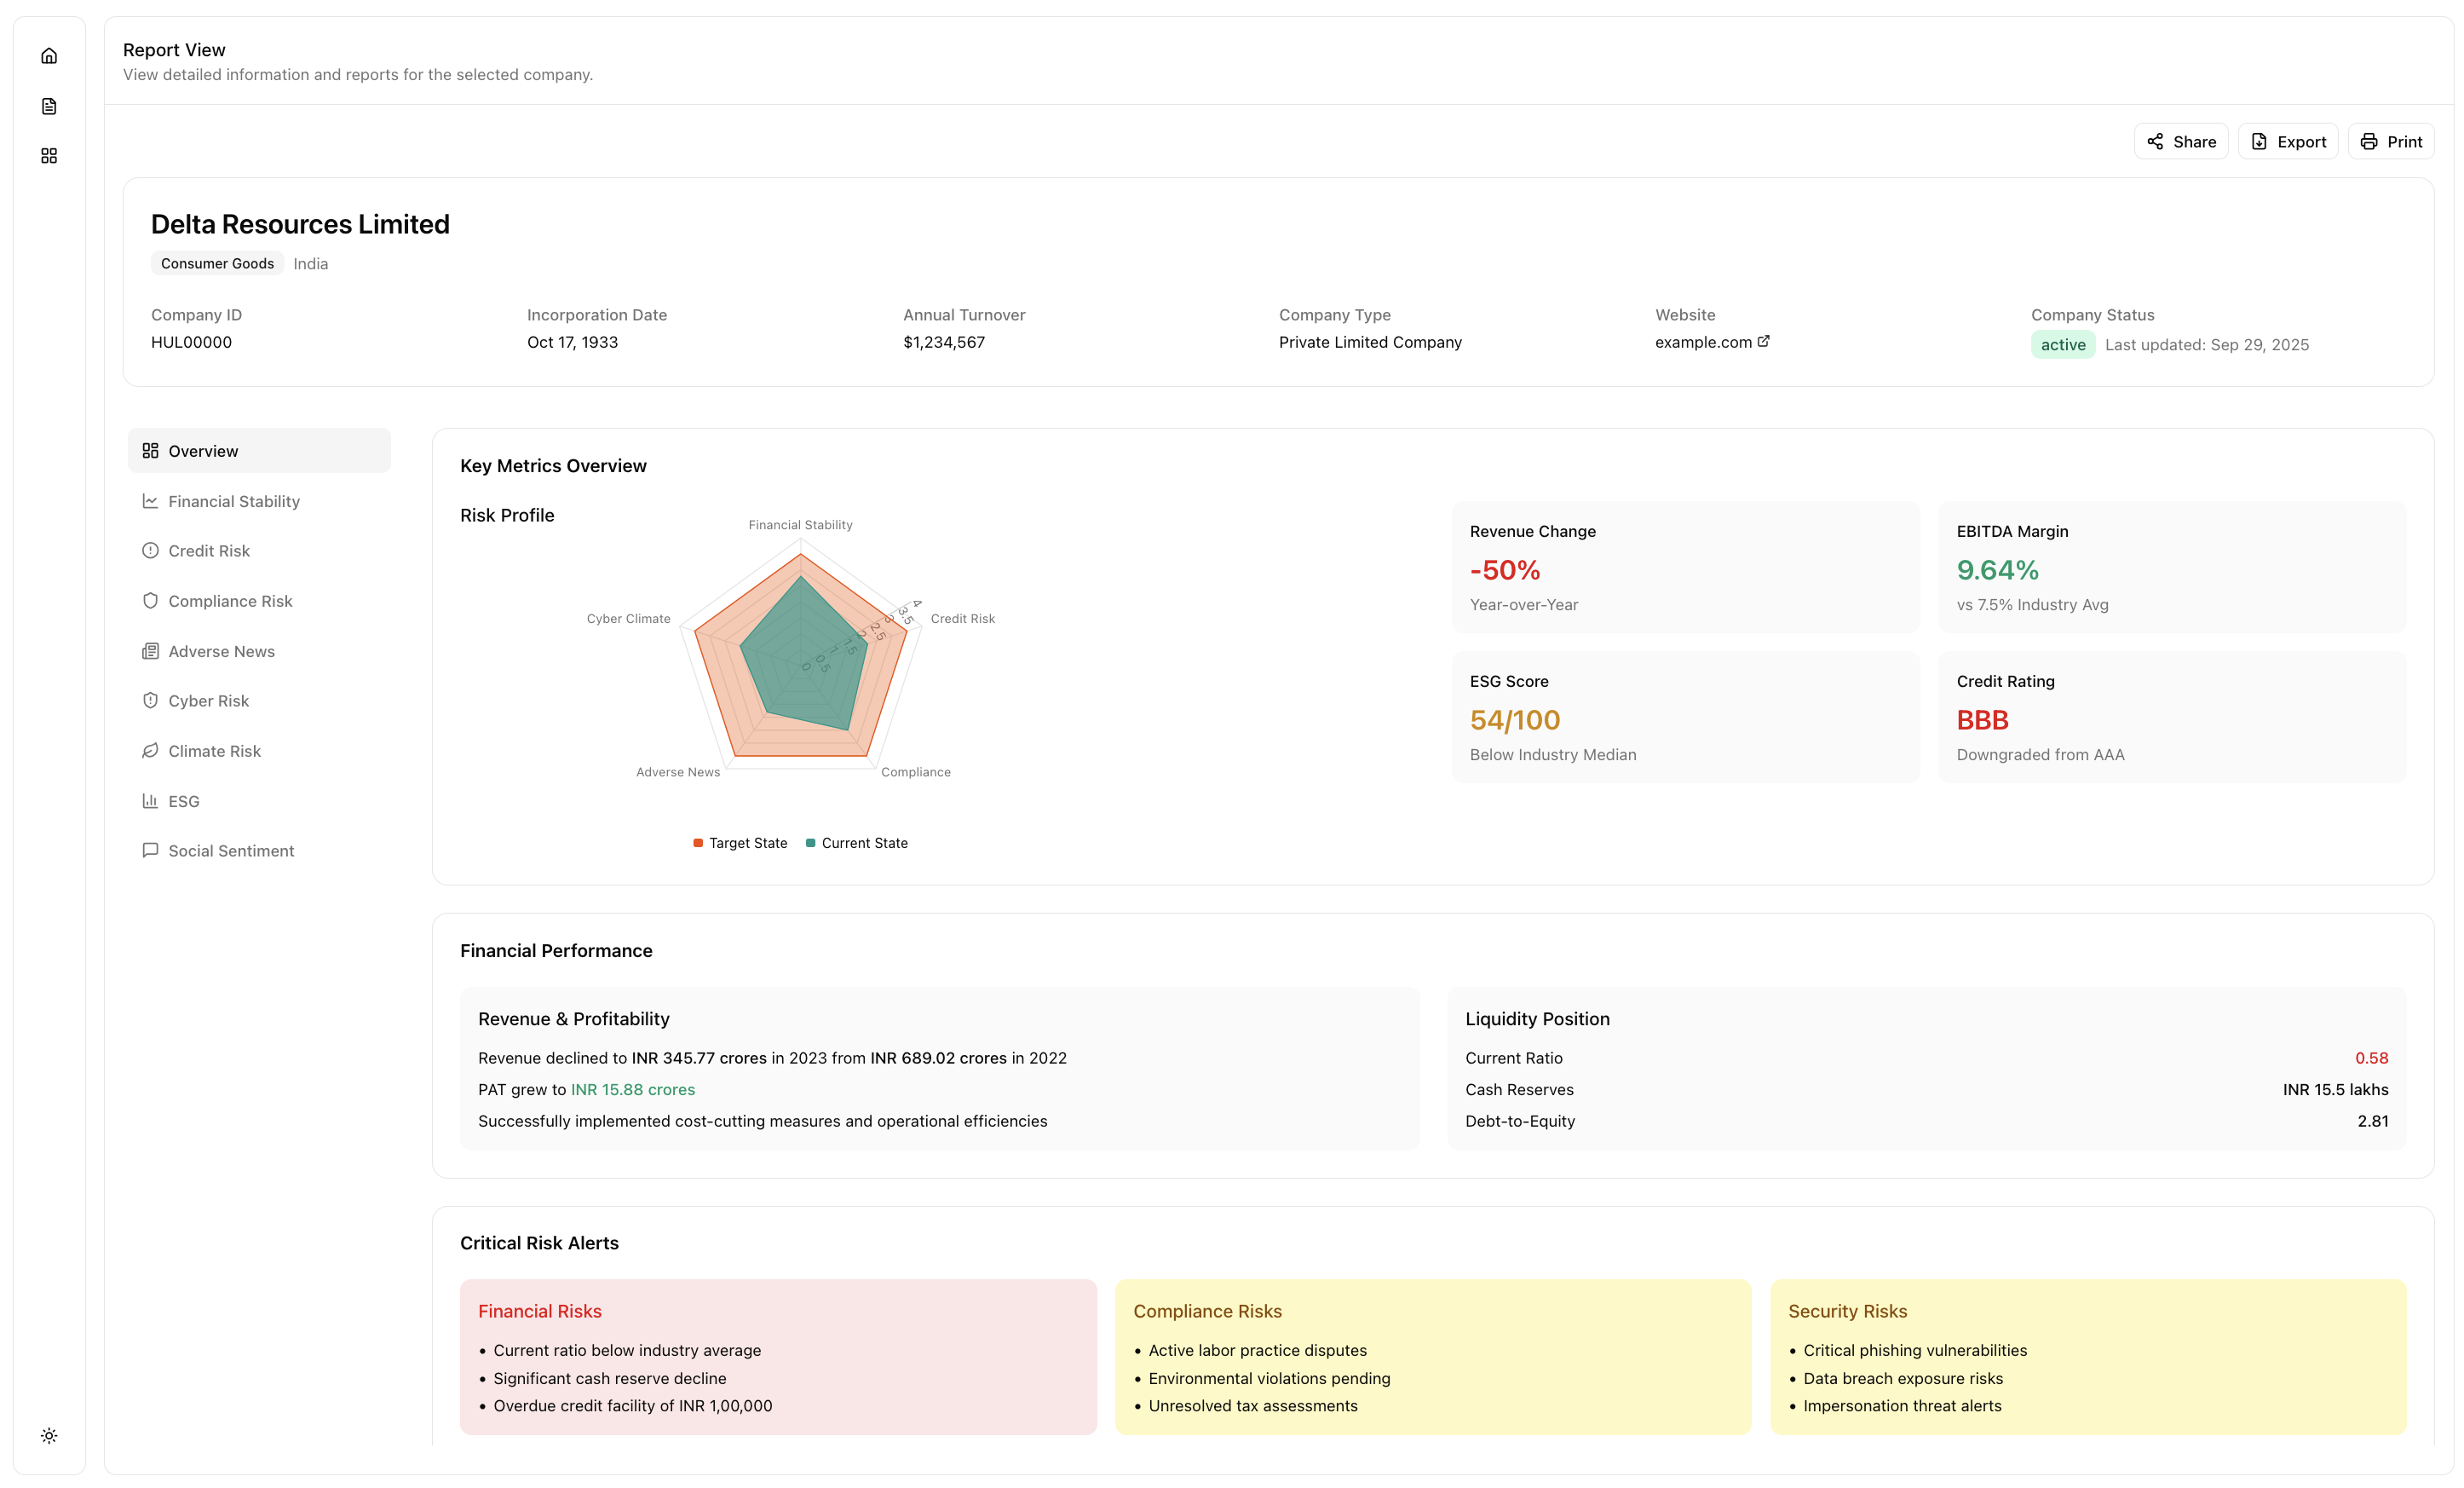 Report View
View detailed information and reports for the selected company.
Share
Export
Print
Delta Resources Limited
Consumer Goods
India
Company ID
HUL00000
Incorporation Date
Oct 17, 1933
Annual Turnover
$1,234,567
Company Type
Private Limited Company
Website
example.com
Company Status
active
Last updated: Sep 29, 2025
Overview
Financial Stability
Credit Risk
Compliance Risk
Adverse News
Cyber Risk
Climate Risk
ESG
Social Sentiment
Key Metrics Overview
Risk Profile
Financial Stability
Credit Risk
Compliance
Adverse News
Cyber Climate
0
0.5
1
1.5
2
2.5
3
3.5
4
Target State
Current State
Revenue Change
-50%
Year-over-Year
EBITDA Margin
9.64%
vs 7.5% Industry Avg
ESG Score
54/100
Below Industry Median
Credit Rating
BBB
Downgraded from AAA
Financial Performance
Revenue & Profitability
Revenue declined to INR 345.77 crores in 2023 from INR 689.02 crores in 2022
PAT grew to INR 15.88 crores
Successfully implemented cost-cutting measures and operational efficiencies
Liquidity Position
Current Ratio 0.58
Cash Reserves INR 15.5 lakhs
Debt-to-Equity 2.81
Critical Risk Alerts
Financial Risks
• Current ratio below industry average
• Significant cash reserve decline
• Overdue credit facility of INR 1,00,000
Compliance Risks
• Active labor practice disputes
• Environmental violations pending
• Unresolved tax assessments
Security Risks
• Critical phishing vulnerabilities
• Data breach exposure risks
• Impersonation threat alerts